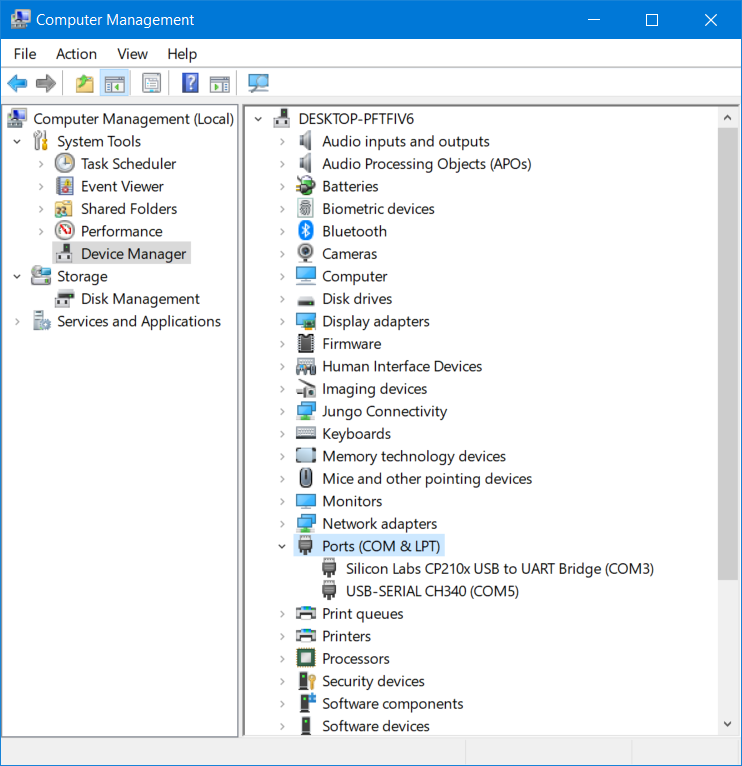 Computer Management
File Action View Help
Computer Management (Local)
System Tools
Task Scheduler
Event Viewer
Shared Folders
Performance
Device Manager
Storage
Disk Management
Services and Applications
DESKTOP-PFTFIV6
Audio inputs and outputs
Audio Processing Objects (APOs)
Batteries
Biometric devices
Bluetooth
Cameras
Computer
Disk drives
Display adapters
Firmware
Human Interface Devices
Imaging devices
Jungo Connectivity
Keyboards
Memory technology devices
Mice and other pointing devices
Monitors
Network adapters
Ports (COM & LPT)
Silicon Labs CP210x USB to UART Bridge (COM3)
USB-SERIAL CH340 (COM5)
Print queues
Printers
Processors
Security devices
Software components
Software devices